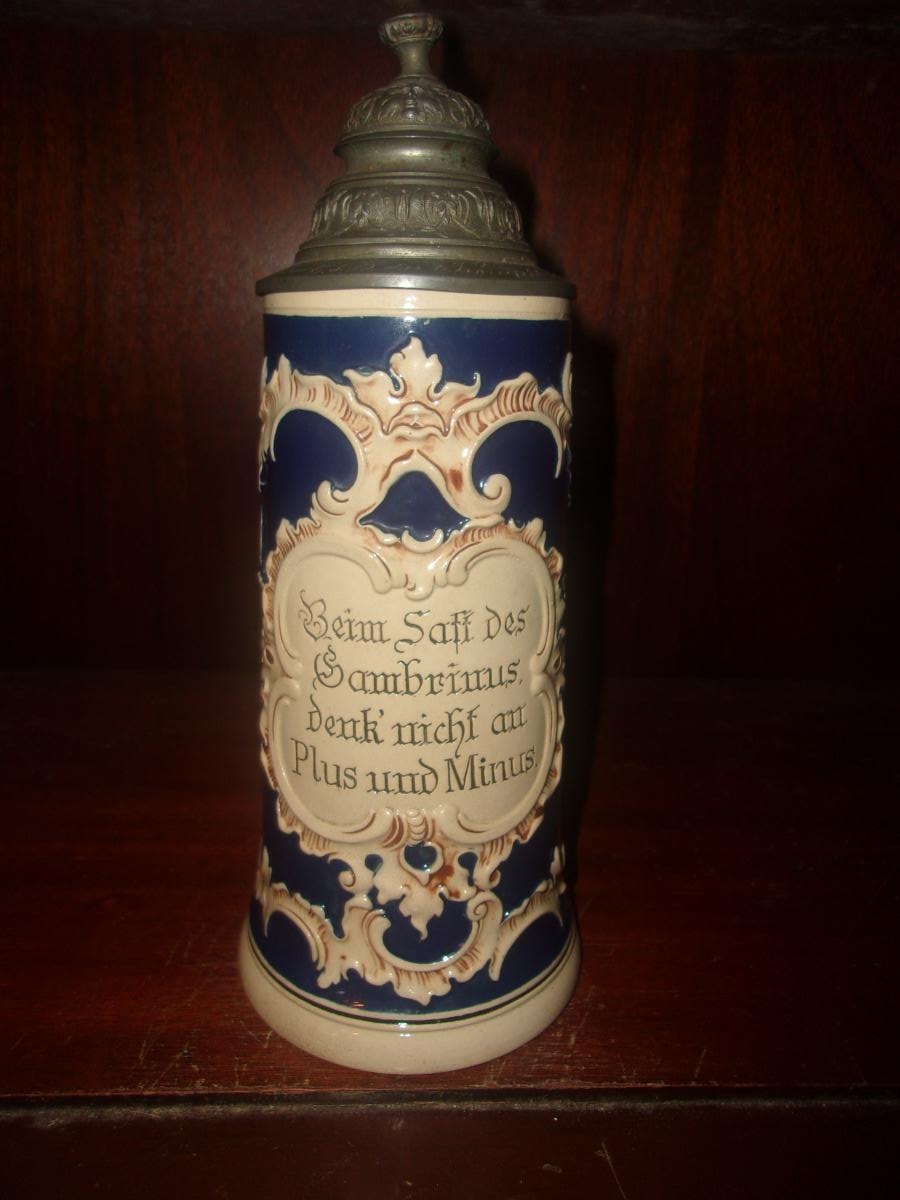 Beim Saft des
Gambrinus,
denk' nicht an
Plus und Minus.